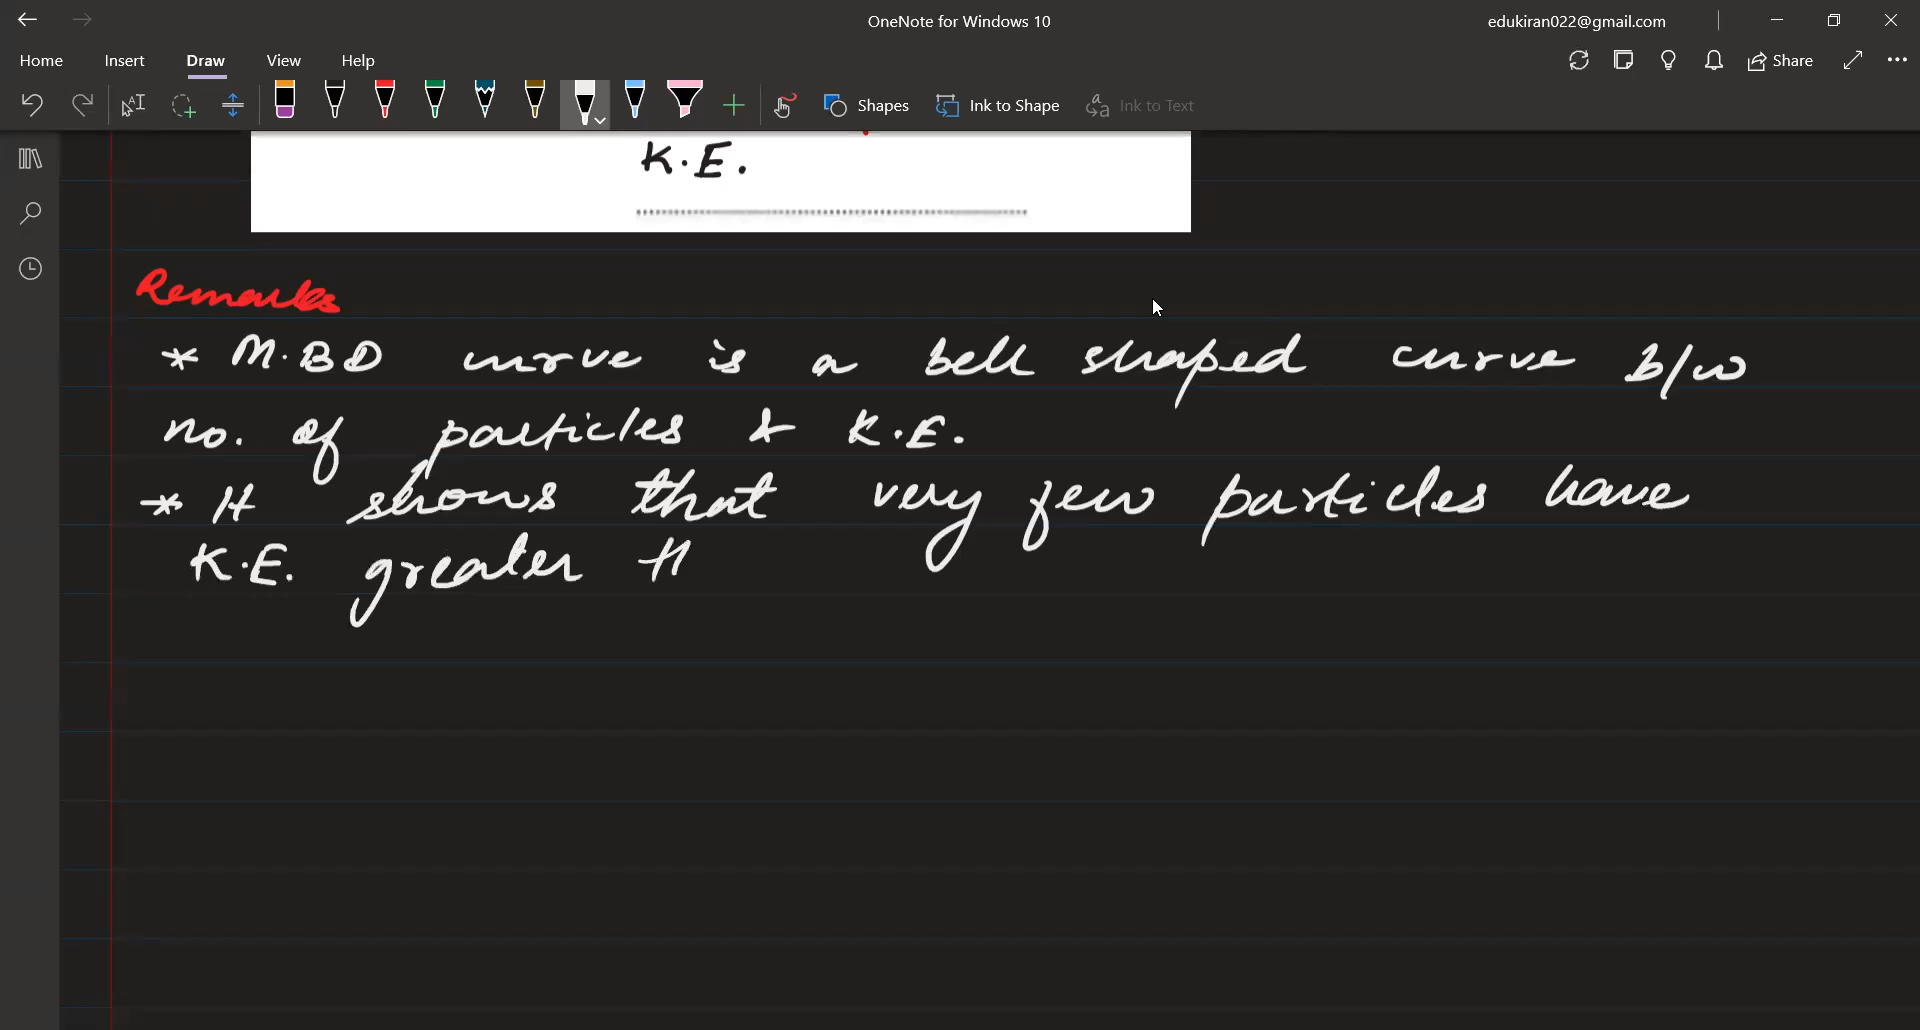 OneNote for Windows 10
edukiran022@gmail.com
Home Insert Draw View Help
Share
Shapes Ink to Shape Ink to Text
K.E.
Remarks
* M.BD curve is a bell shaped curve b/w
no. of particles & K.E.
* It shows that very few particles have
K.E. greater th